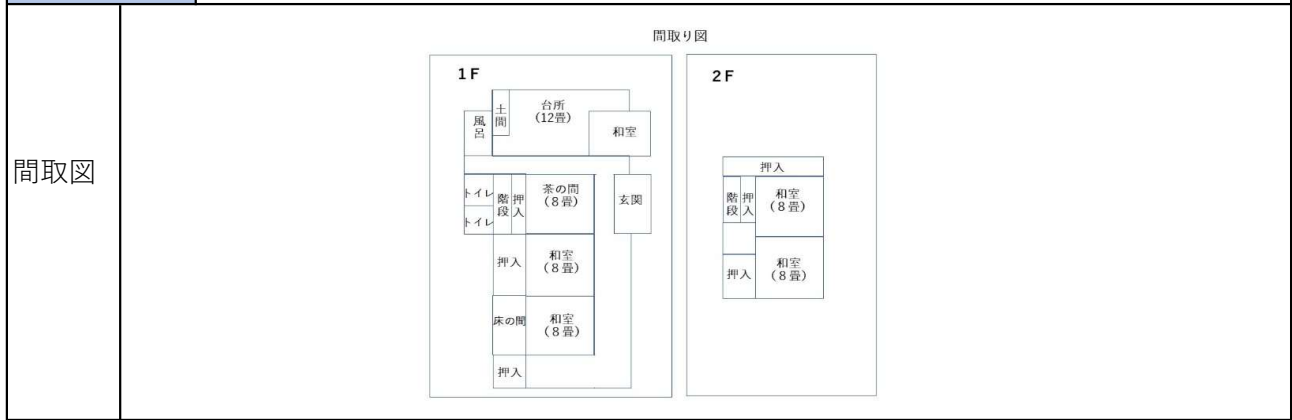 間取図
間取り図
1F
土間
台所
(12畳)
風呂
和室
トイレ
トイレ
階段
押入
茶の間
(8畳)
玄関
押入
和室
(8畳)
床の間
和室
(8畳)
押入
2F
押入
階段
押入
和室
(8畳)
押入
和室
(8畳)